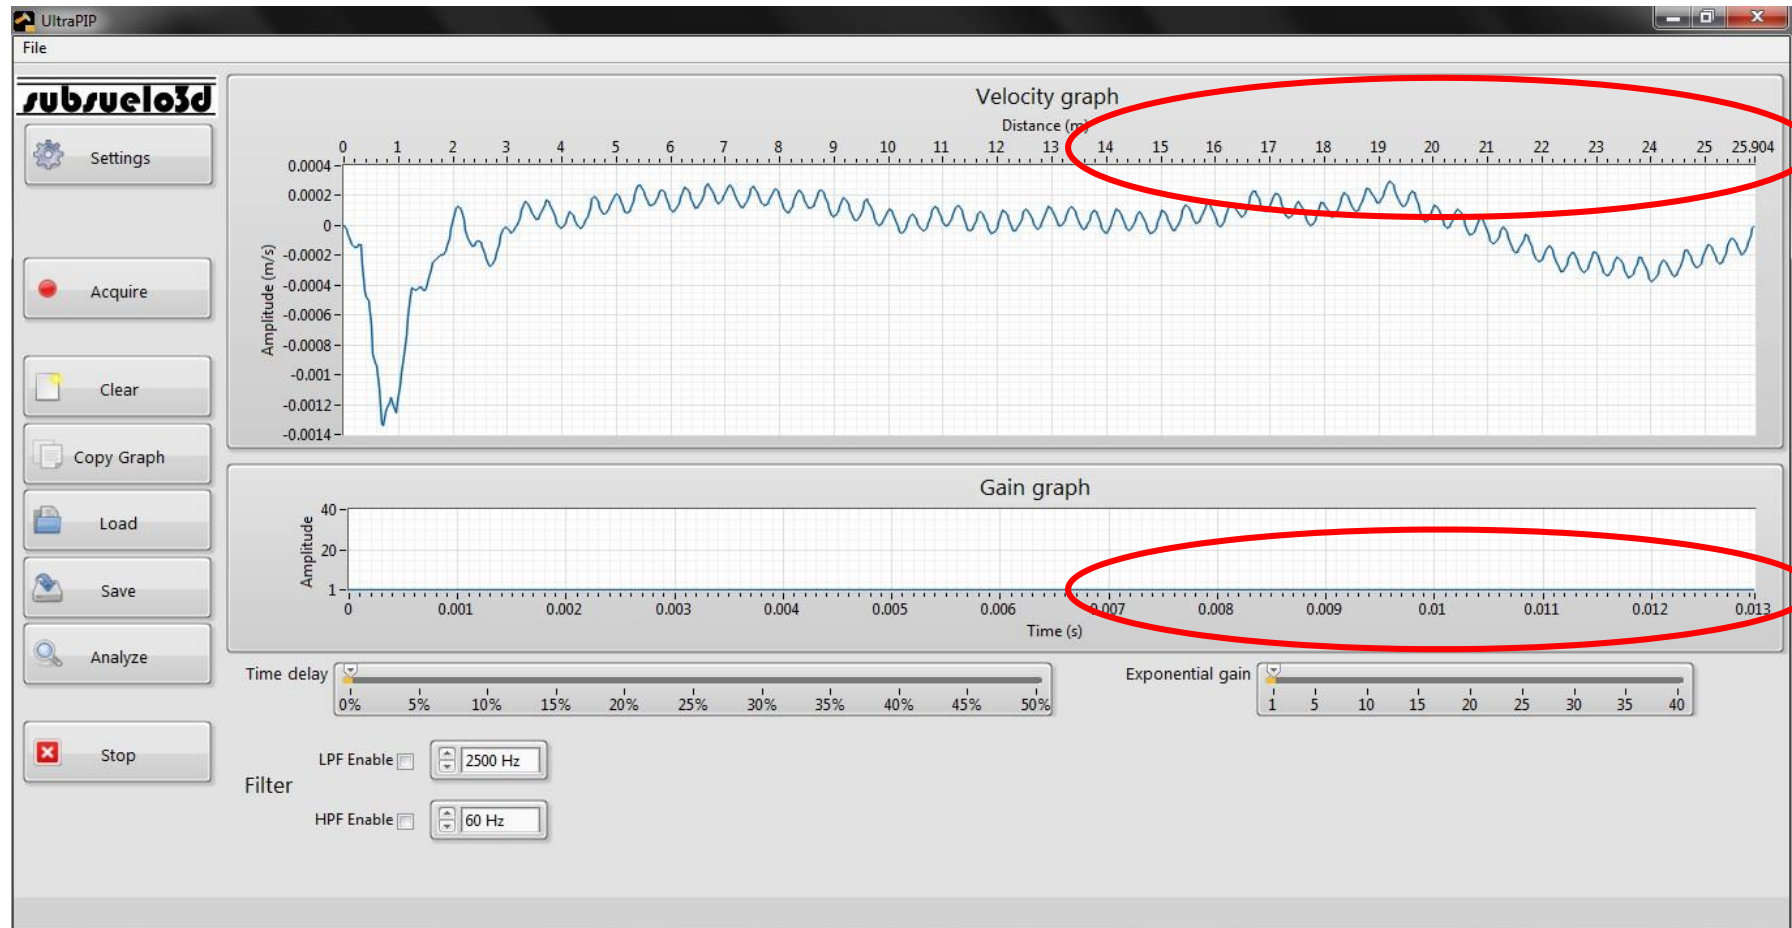 UltraPIP
File
subsuelo3d
Settings
Acquire
Clear
Copy Graph
Load
Save
Analyze
Stop
Velocity graph
Distance (m)
0 1 2 3 4 5 6 7 8 9 10 11 12 13 14 15 16 17 18 19 20 21 22 23 24 25 25.904
Amplitude (m/s)
0.0004
0.0002
0
-0.0002
-0.0004
-0.0006
-0.0008
-0.001
-0.0012
-0.0014
Gain graph
Amplitude
40
20
1
0 0.001 0.002 0.003 0.004 0.005 0.006 0.007 0.008 0.009 0.01 0.011 0.012 0.013
Time (s)
Time delay
0% 5% 10% 15% 20% 25% 30% 35% 40% 45% 50%
Exponential gain
1 5 10 15 20 25 30 35 40
Filter
LPF Enable 2500 Hz
HPF Enable 60 Hz